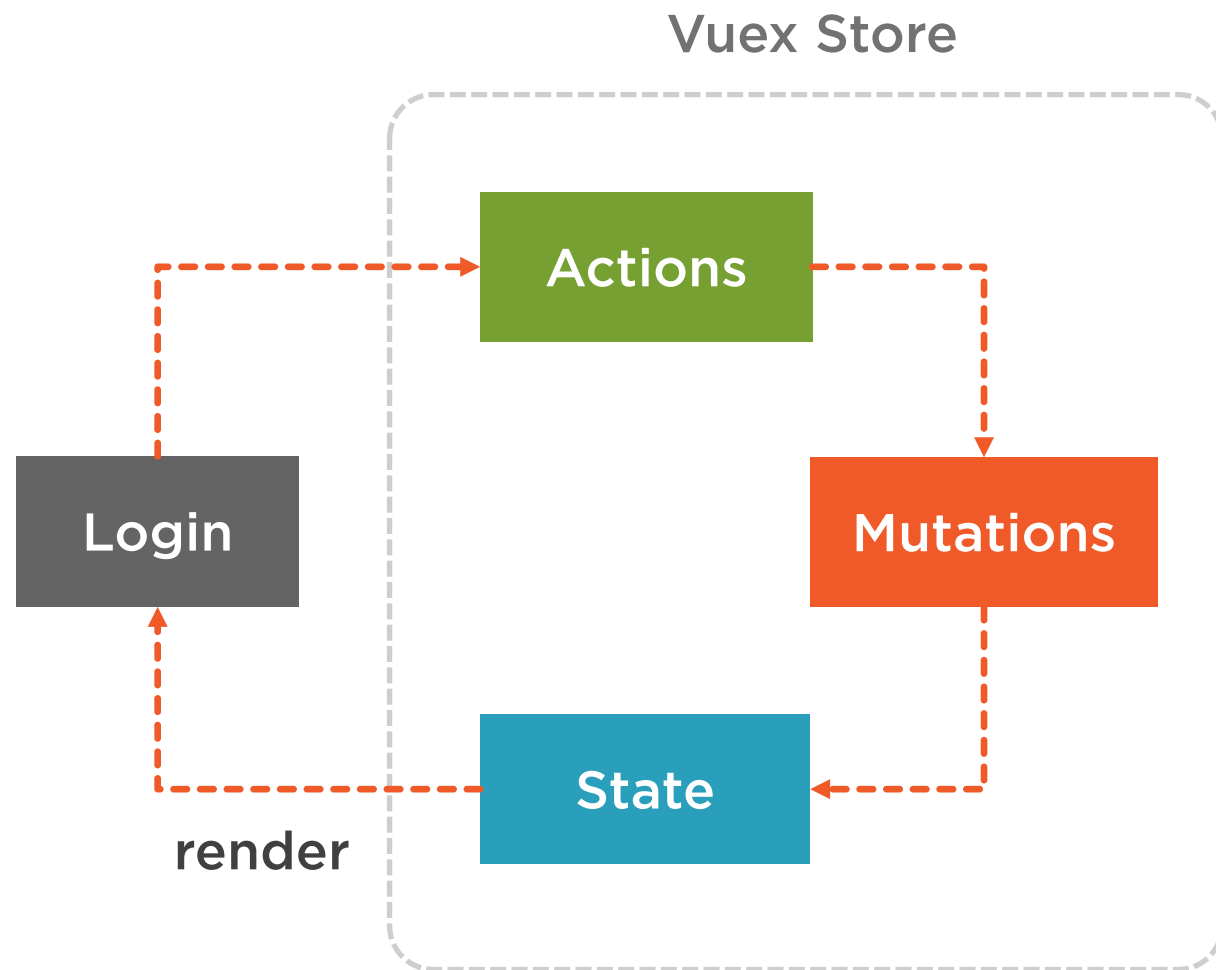 Vuex Store
Actions
Login
Mutations
State
render